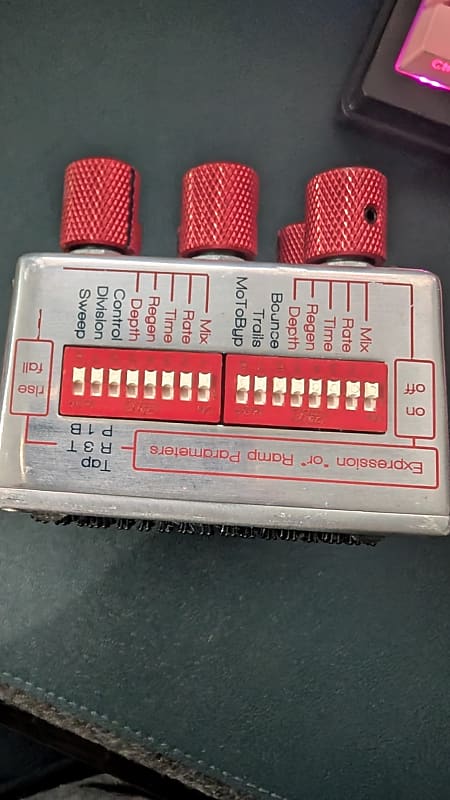 Expression "or" Ramp Parameters
Tap
R 3 T
P 1 B
on
off
rise
fall
Mix
Rate
Time
Regen
Depth
Bounce
Trails
MoToByp
Mix
Rate
Time
Regen
Depth
Control
Division
Sweep